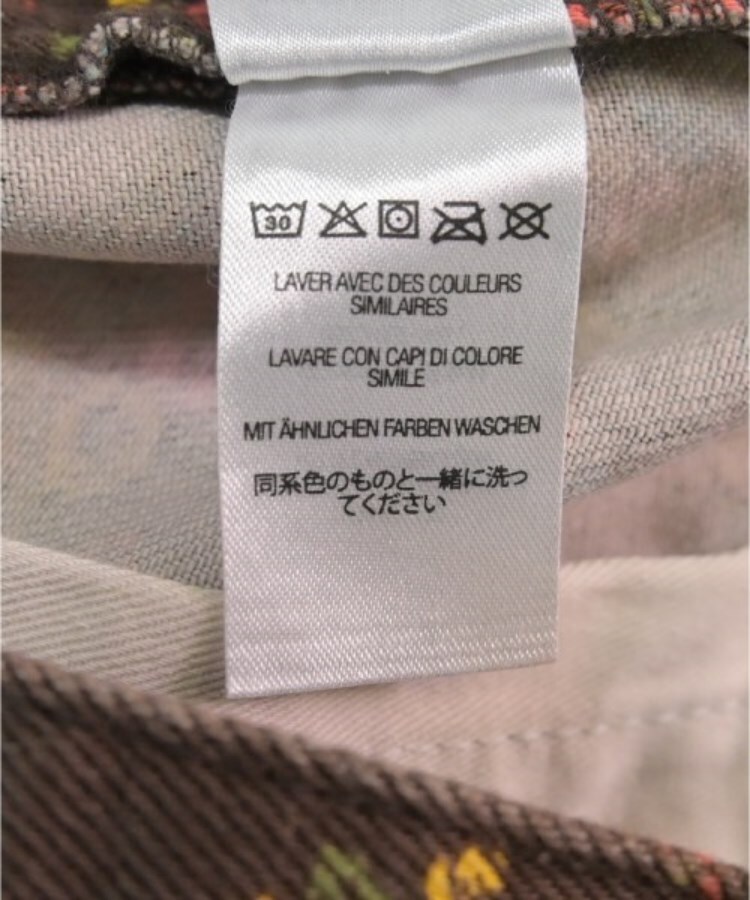 30
LAVER AVEC DES COULEURS
SIMILAIRES
LAVARE CON CAPI DI COLORE
SIMILE
MIT ÄHNLICHEN FARBEN WASCHEN
同系色のものと一緒に洗っ
てください